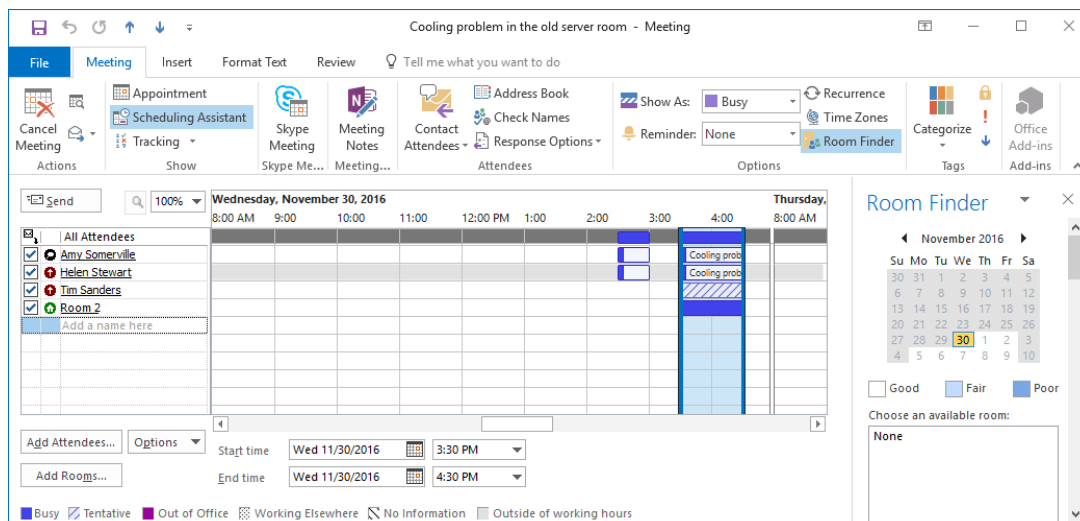 Cooling problem in the old server room - Meeting
File Meeting Insert Format Text Review Tell me what you want to do
Cancel Meeting
Actions
Appointment
Scheduling Assistant
Tracking
Show
Skype Meeting
Skype Me...
Meeting Notes
Meeting...
Contact Attendees
Address Book
Check Names
Response Options
Attendees
Show As: Busy
Reminder: None
Recurrence
Time Zones
Room Finder
Options
Categorize
Tags
Office Add-ins
Add-ins
Send 100%
Wednesday, November 30, 2016 Thursday,
8:00 AM 9:00 10:00 11:00 12:00 PM 1:00 2:00 3:00 4:00 8:00 AM
All Attendees
Amy Somerville Cooling prob
Helen Stewart Cooling prob
Tim Sanders
Room 2
Add a name here
Add Attendees... Options
Add Rooms...
Start time Wed 11/30/2016 3:30 PM
End time Wed 11/30/2016 4:30 PM
Busy Tentative Out of Office Working Elsewhere No Information Outside of working hours
Room Finder
November 2016
Su Mo Tu We Th Fr Sa
30 31 1 2 3 4 5
6 7 8 9 10 11 12
13 14 15 16 17 18 19
20 21 22 23 24 25 26
27 28 29 30 1 2 3
4 5 6 7 8 9 10
Good Fair Poor
Choose an available room:
None